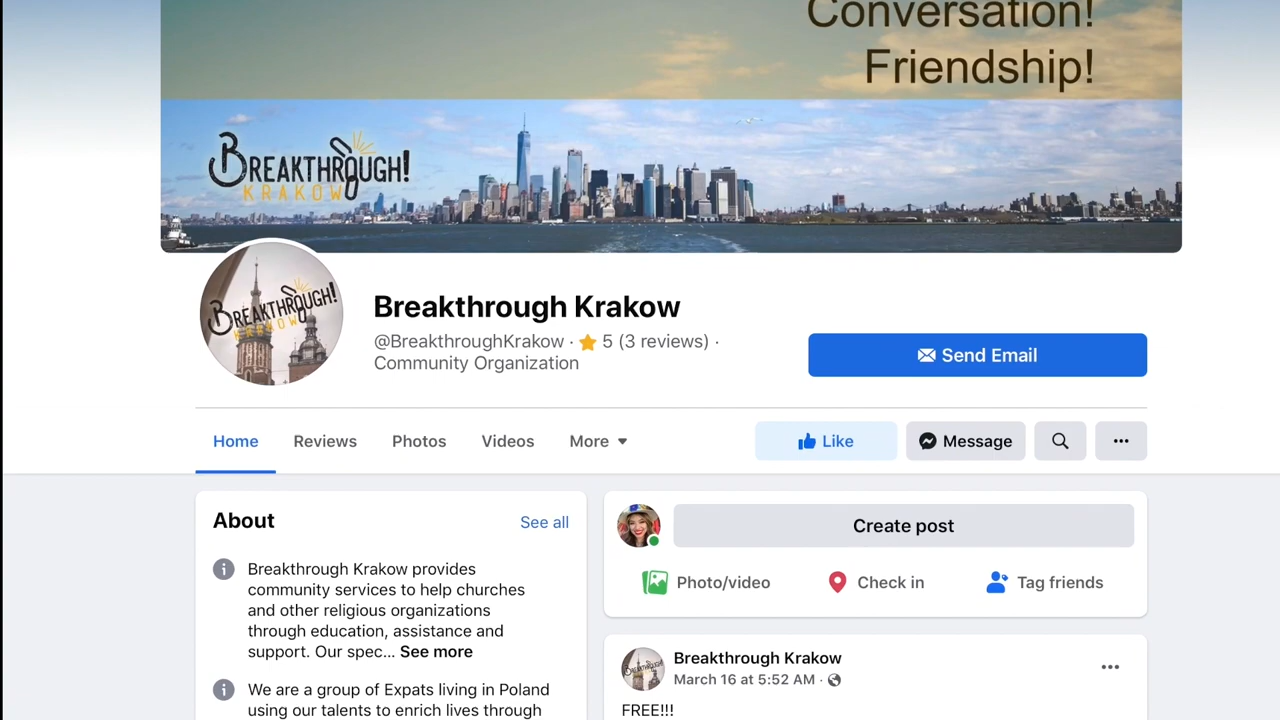 Conversation!
Friendship!
BREAKTHROUGH!
KRAKOW
BREAKTHROUGH!
KRAKOW
Breakthrough Krakow
@BreakthroughKrakow · 5 (3 reviews) ·
Community Organization
Send Email
Home Reviews Photos Videos More
Like Message
About See all
Create post
Photo/video Check in Tag friends
Breakthrough Krakow provides
community services to help churches
and other religious organizations
through education, assistance and
support. Our spec... See more
We are a group of Expats living in Poland
using our talents to enrich lives through
BREAKTHROUGH!
Breakthrough Krakow
March 16 at 5:52 AM ·
FREE!!!